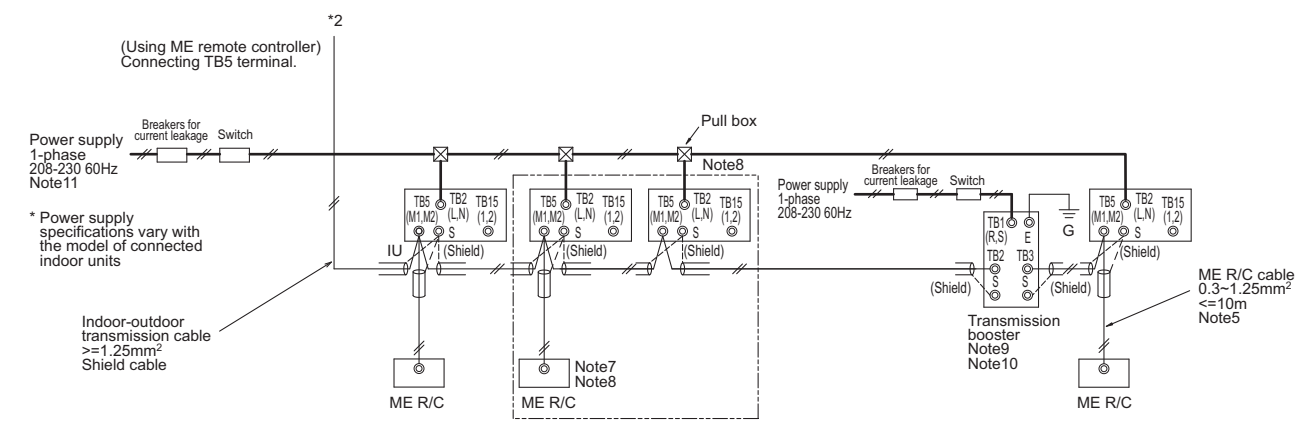 *2
(Using ME remote controller)
Connecting TB5 terminal.
Pull box
Breakers for
current leakage
Switch
Power supply
1-phase
208-230 60Hz
Note11
Note8
* Power supply
specifications vary with
the model of connected
indoor units
TB5
(M1,M2)
TB2
(L,N)
TB15
(1,2)
S
IU
(Shield)
TB5
(M1,M2)
TB2
(L,N)
TB15
(1,2)
S
(Shield)
TB5
(M1,M2)
TB2
(L,N)
TB15
(1,2)
S
(Shield)
Power supply
1-phase
208-230 60Hz
Breakers for
current leakage
Switch
TB1
(R,S)
E
G
TB2
TB3
S
S
(Shield)
(Shield)
Transmission
booster
Note9
Note10
TB5
(M1,M2)
TB2
(L,N)
TB15
(1,2)
S
(Shield)
ME R/C cable
0.3~1.25mm²
<=10m
Note5
Indoor-outdoor
transmission cable
>=1.25mm²
Shield cable
Note7
Note8
ME R/C
ME R/C
ME R/C